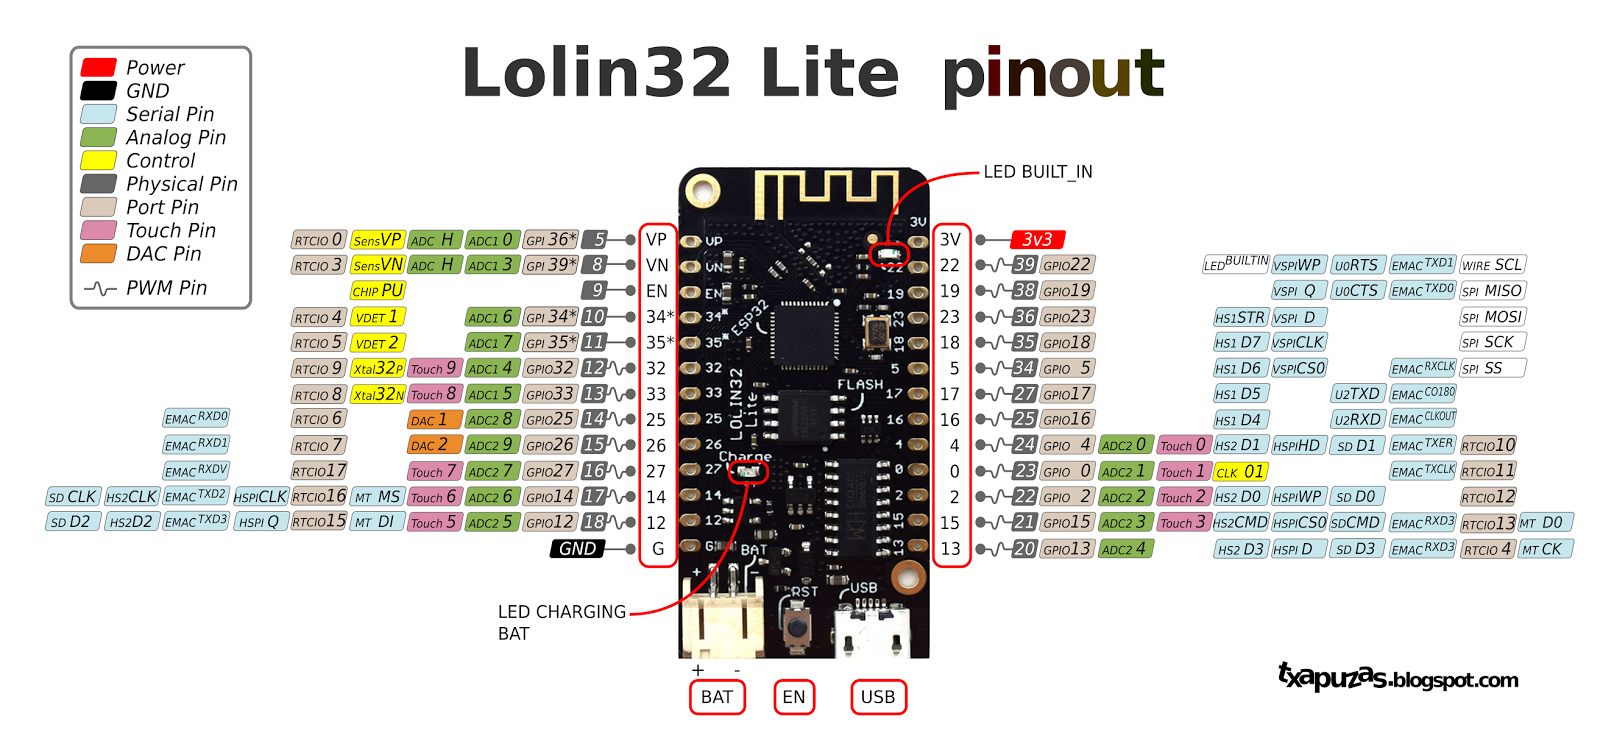 Lolin32 Lite pinout
Power
GND
Serial Pin
Analog Pin
Control
Physical Pin
Port Pin
Touch Pin
DAC Pin
PWM Pin
LED BUILT_IN
RTCIO 0 SensVP ADC H ADC1 0 GPI 36* 5 VP
RTCIO 3 SensVN ADC H ADC1 3 GPI 39* 8 VN
CHIP PU 9 EN
RTCIO 4 VDET 1 ADC1 6 GPI 34* 10 34*
RTCIO 5 VDET 2 ADC1 7 GPI 35* 11 35*
RTCIO 9 Xtal32P Touch 9 ADC1 4 GPIO32 12 32
RTCIO 8 Xtal32N Touch 8 ADC1 5 GPIO33 13 33
EMAC RXD0 RTCIO 6 DAC 1 ADC2 8 GPIO25 14 25
EMAC RXD1 RTCIO 7 DAC 2 ADC2 9 GPIO26 15 26
EMAC RXDV RTCIO17 Touch 7 ADC2 7 GPIO27 16 27
SD CLK HS2CLK EMAC TXD2 HSPICLK RTCIO16 MT MS Touch 6 ADC2 6 GPIO14 17 14
SD D2 HS2D2 EMAC TXD3 HSPI Q RTCIO15 MT DI Touch 5 ADC2 5 GPIO12 18 12
GND G
3V
VP
VN 22
EN 19
34* 23
35* 18
32 5
33 17
25 16
26 4
27 0
14 2
12 15
G 13
ESP32
LOLIN32
Lite
FLASH
Charge
BAT
+ -
RST
USB
3V 3v3
22 39 GPIO22 LED BUILTIN VSPIWP U0RTS EMAC TXD1 WIRE SCL
19 38 GPIO19 VSPI Q U0CTS EMAC TXD0 SPI MISO
23 36 GPIO23 HS1STR VSPI D SPI MOSI
18 35 GPIO18 HS1 D7 VSPICLK SPI SCK
5 34 GPIO 5 HS1 D6 VSPICS0 EMAC RXCLK SPI SS
17 27 GPIO17 HS1 D5 U2TXD EMAC CO180
16 25 GPIO16 HS1 D4 U2RXD EMAC CLKOUT
4 24 GPIO 4 ADC2 0 Touch 0 HS2 D1 HSPIHD SD D1 EMAC TXER RTCIO10
0 23 GPIO 0 ADC2 1 Touch 1 CLK 01 EMAC TXCLK RTCIO11
2 22 GPIO 2 ADC2 2 Touch 2 HS2 D0 HSPIWP SD D0 RTCIO12
15 21 GPIO15 ADC2 3 Touch 3 HS2CMD HSPICS0 SDCMD EMAC RXD3 RTCIO13 MT D0
13 20 GPIO13 ADC2 4 HS2 D3 HSPI D SD D3 EMAC RXD3 RTCIO 4 MT CK
LED CHARGING
BAT
+ -
BAT EN USB
txapuzas.blogspot.com